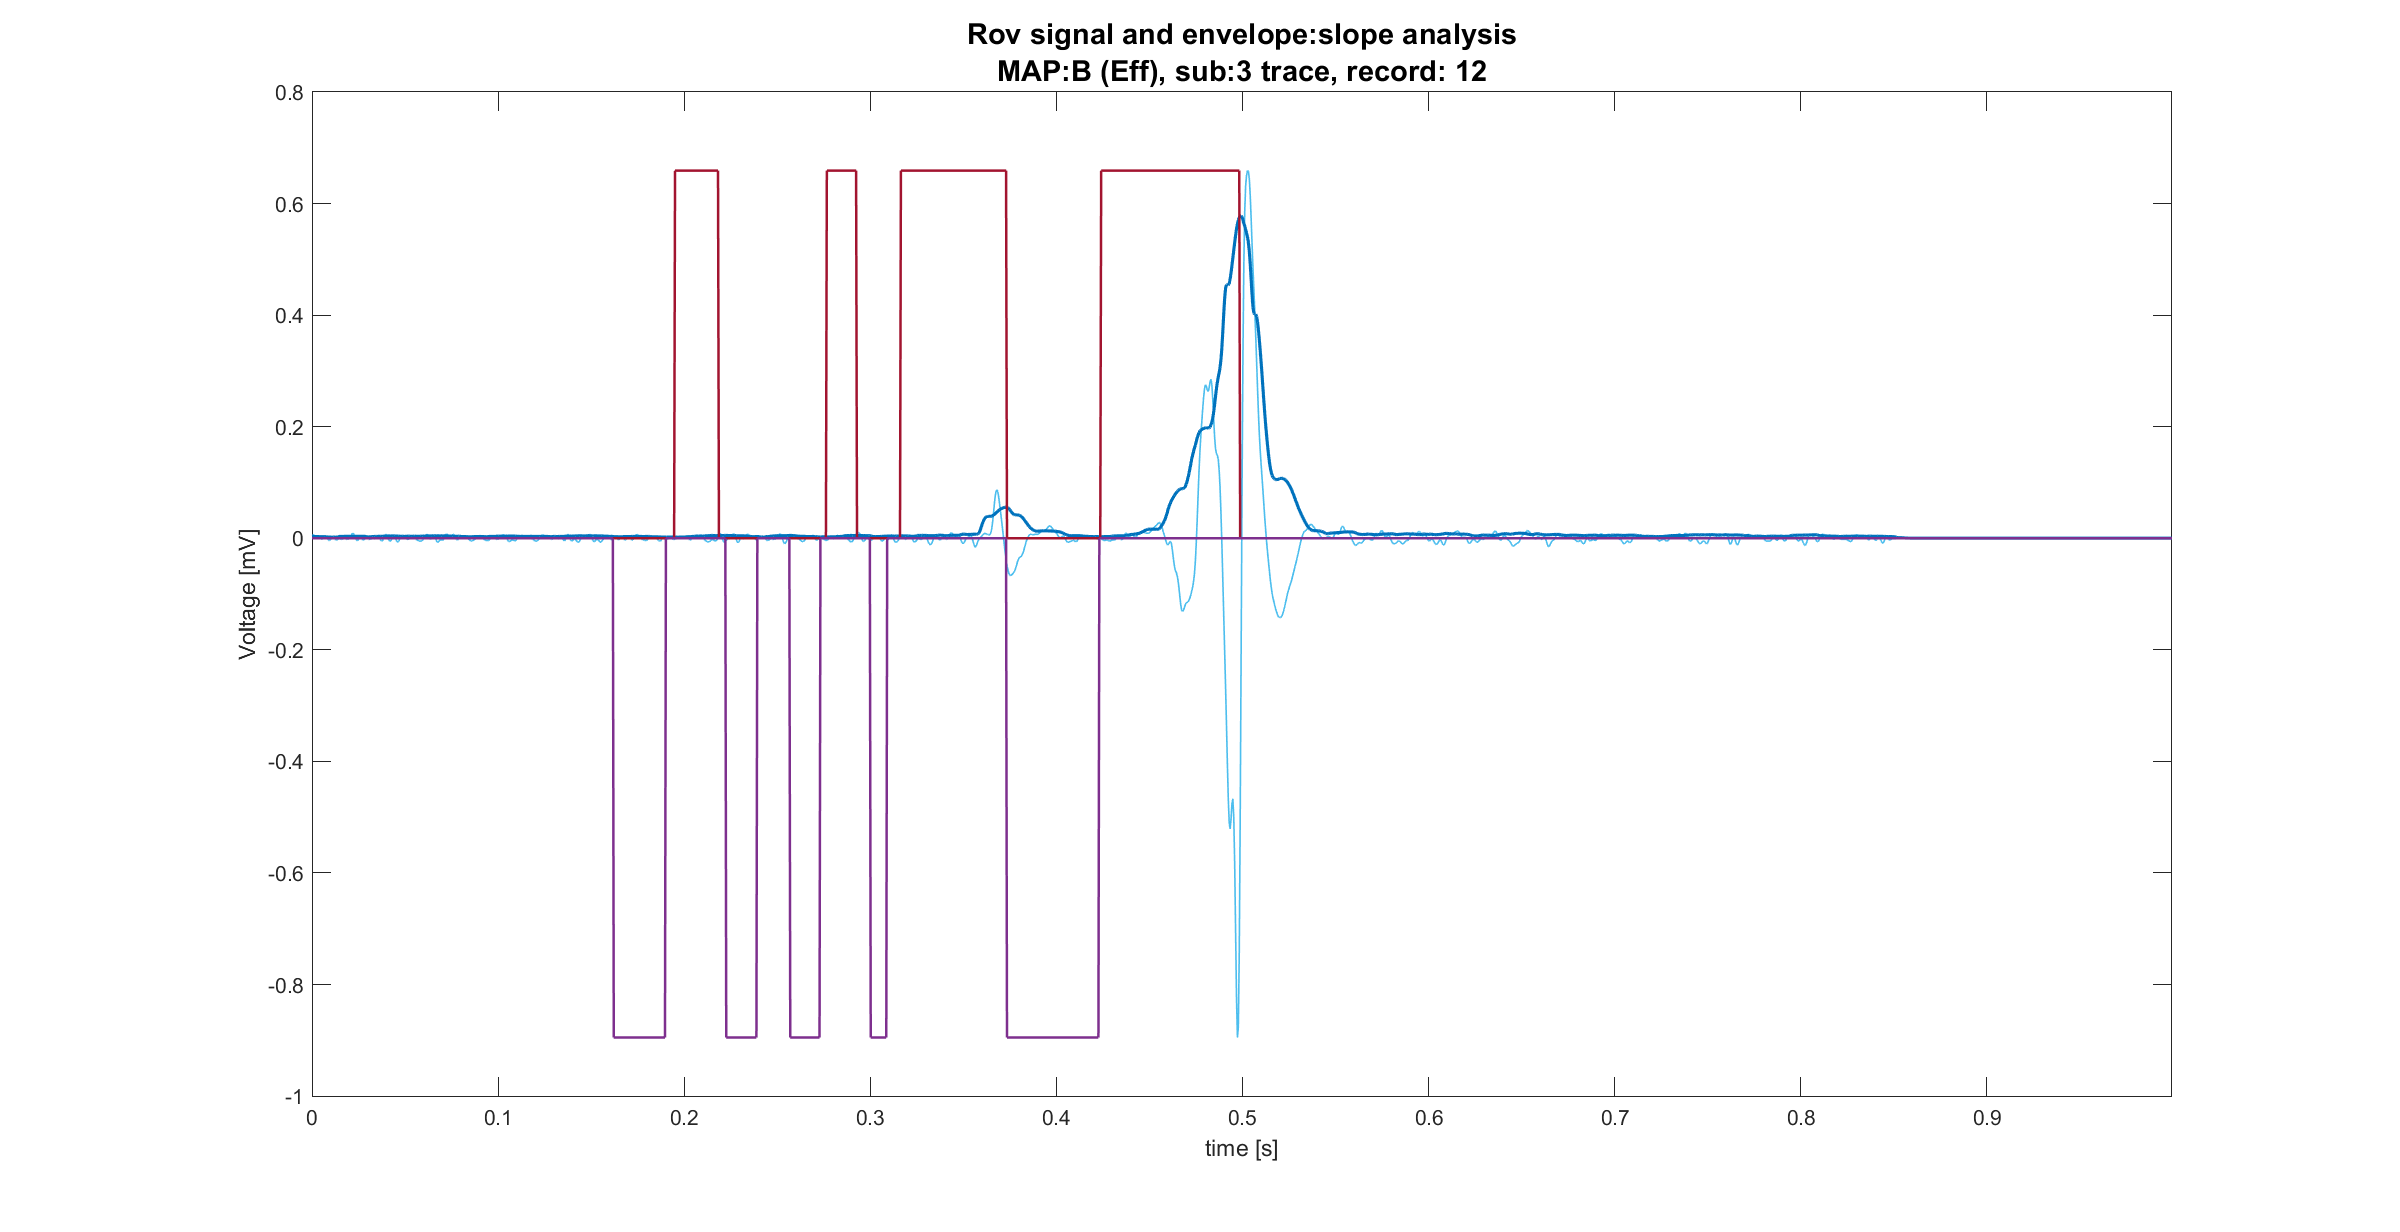 Rov signal and envelope:slope analysis
MAP:B (Eff), sub:3 trace, record: 12
0.8
0.6
0.4
0.2
0
-0.2
-0.4
-0.6
-0.8
-1
Voltage [mV]
0 0.1 0.2 0.3 0.4 0.5 0.6 0.7 0.8 0.9
time [s]